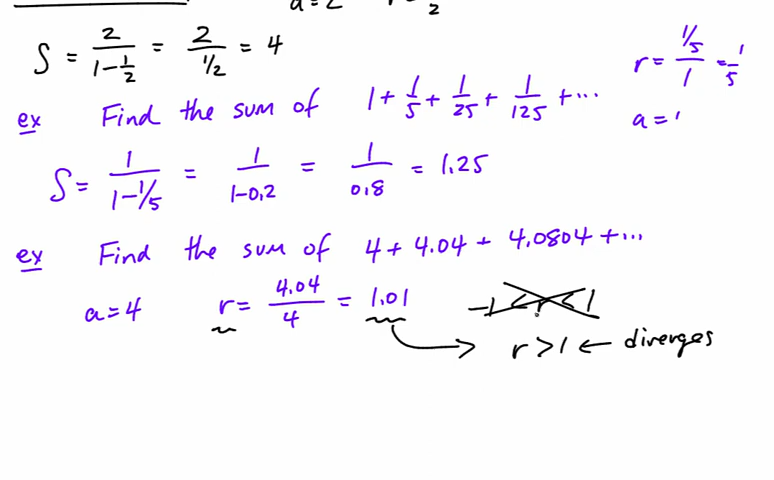 a=2
S = 2/(1-1/2) = 2/(1/2) = 4
r = (1/5)/1 = 1/5
ex Find the sum of 1 + 1/5 + 1/25 + 1/125 + ...
a = 1
S = 1/(1-1/5) = 1/(1-0.2) = 1/0.8 = 1.25
ex Find the sum of 4 + 4.04 + 4.0804 + ...
a=4 r = 4.04/4 = 1.01 -1<r<1
r>1 ← diverges